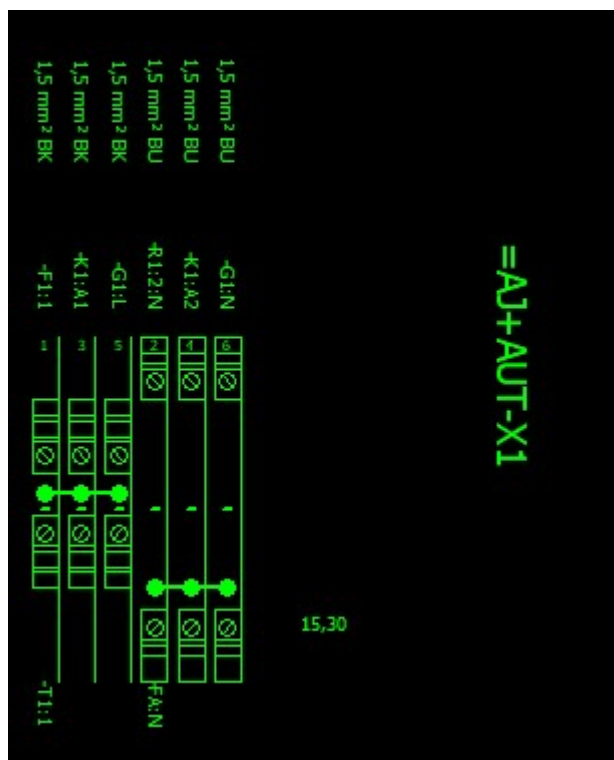 1,5 mm² BK
1,5 mm² BK
1,5 mm² BK
1,5 mm² BU
1,5 mm² BU
1,5 mm² BU
-F1:1
-K1:A1
-G1:L
-R1:2:N
-K1:A2
-G1:N
1 3 5 2 4 6
=AJ+AUT-X1
15,30
-T1:1
-FA:N